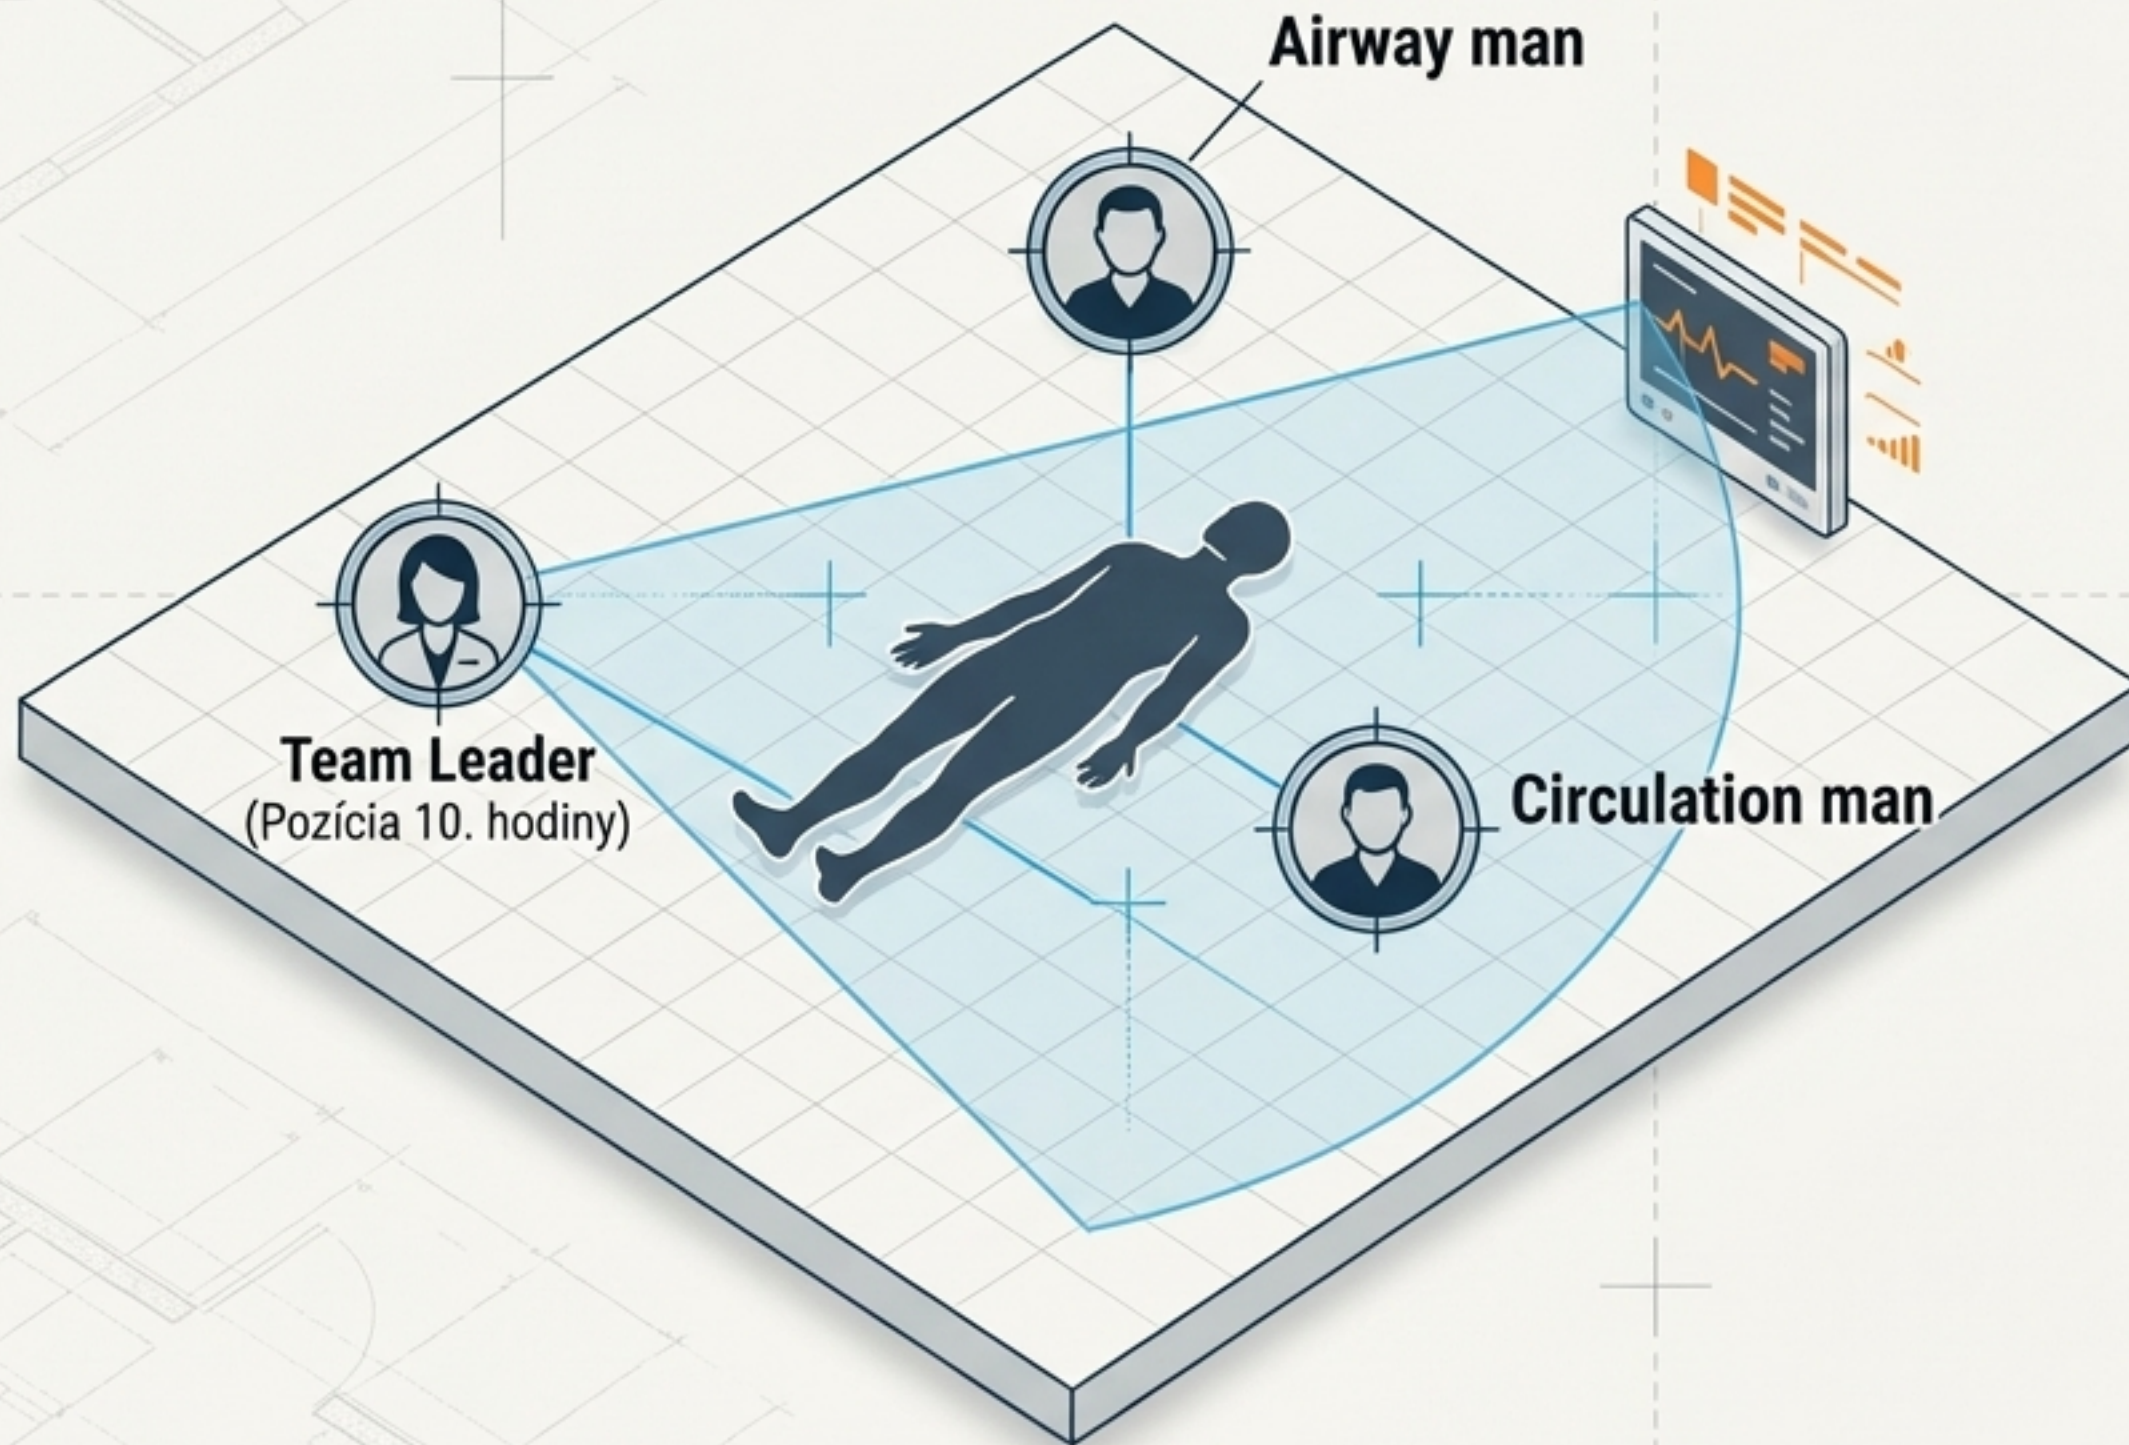 Airway man
Team Leader
(Pozícia 10. hodiny)
Circulation man